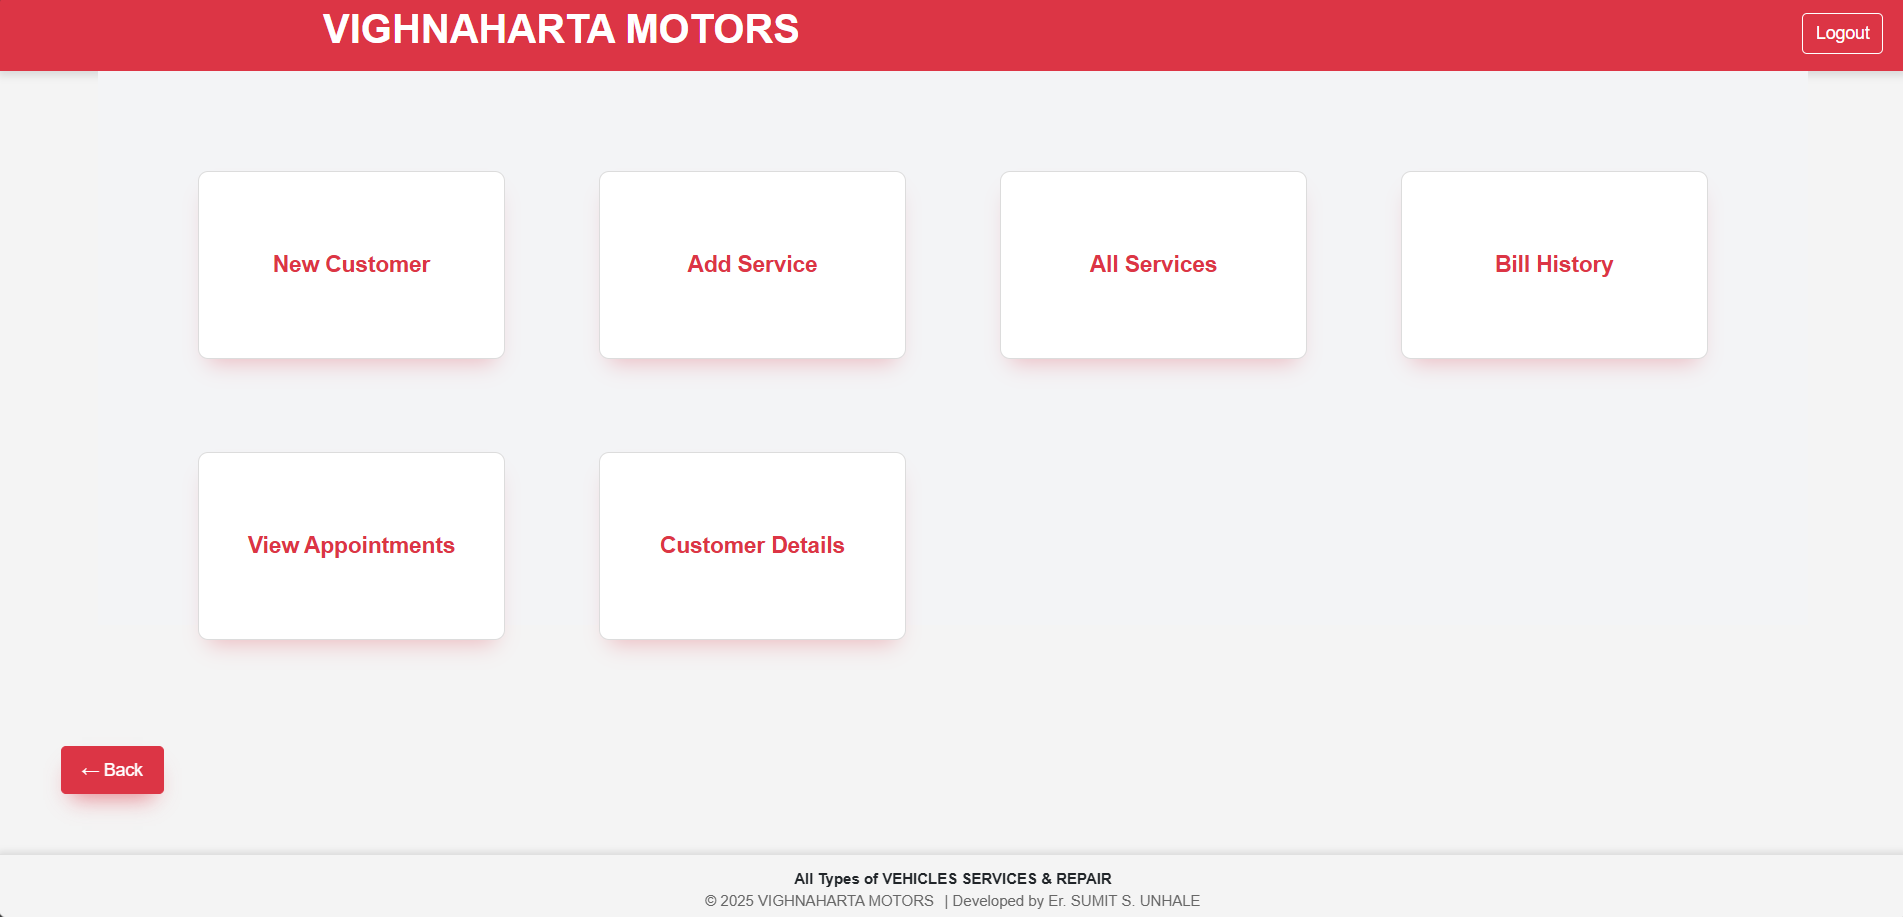 VIGHNAHARTA MOTORS
Logout
New Customer
Add Service
All Services
Bill History
View Appointments
Customer Details
← Back
All Types of VEHICLES SERVICES & REPAIR
© 2025 VIGHNAHARTA MOTORS | Developed by Er. SUMIT S. UNHALE